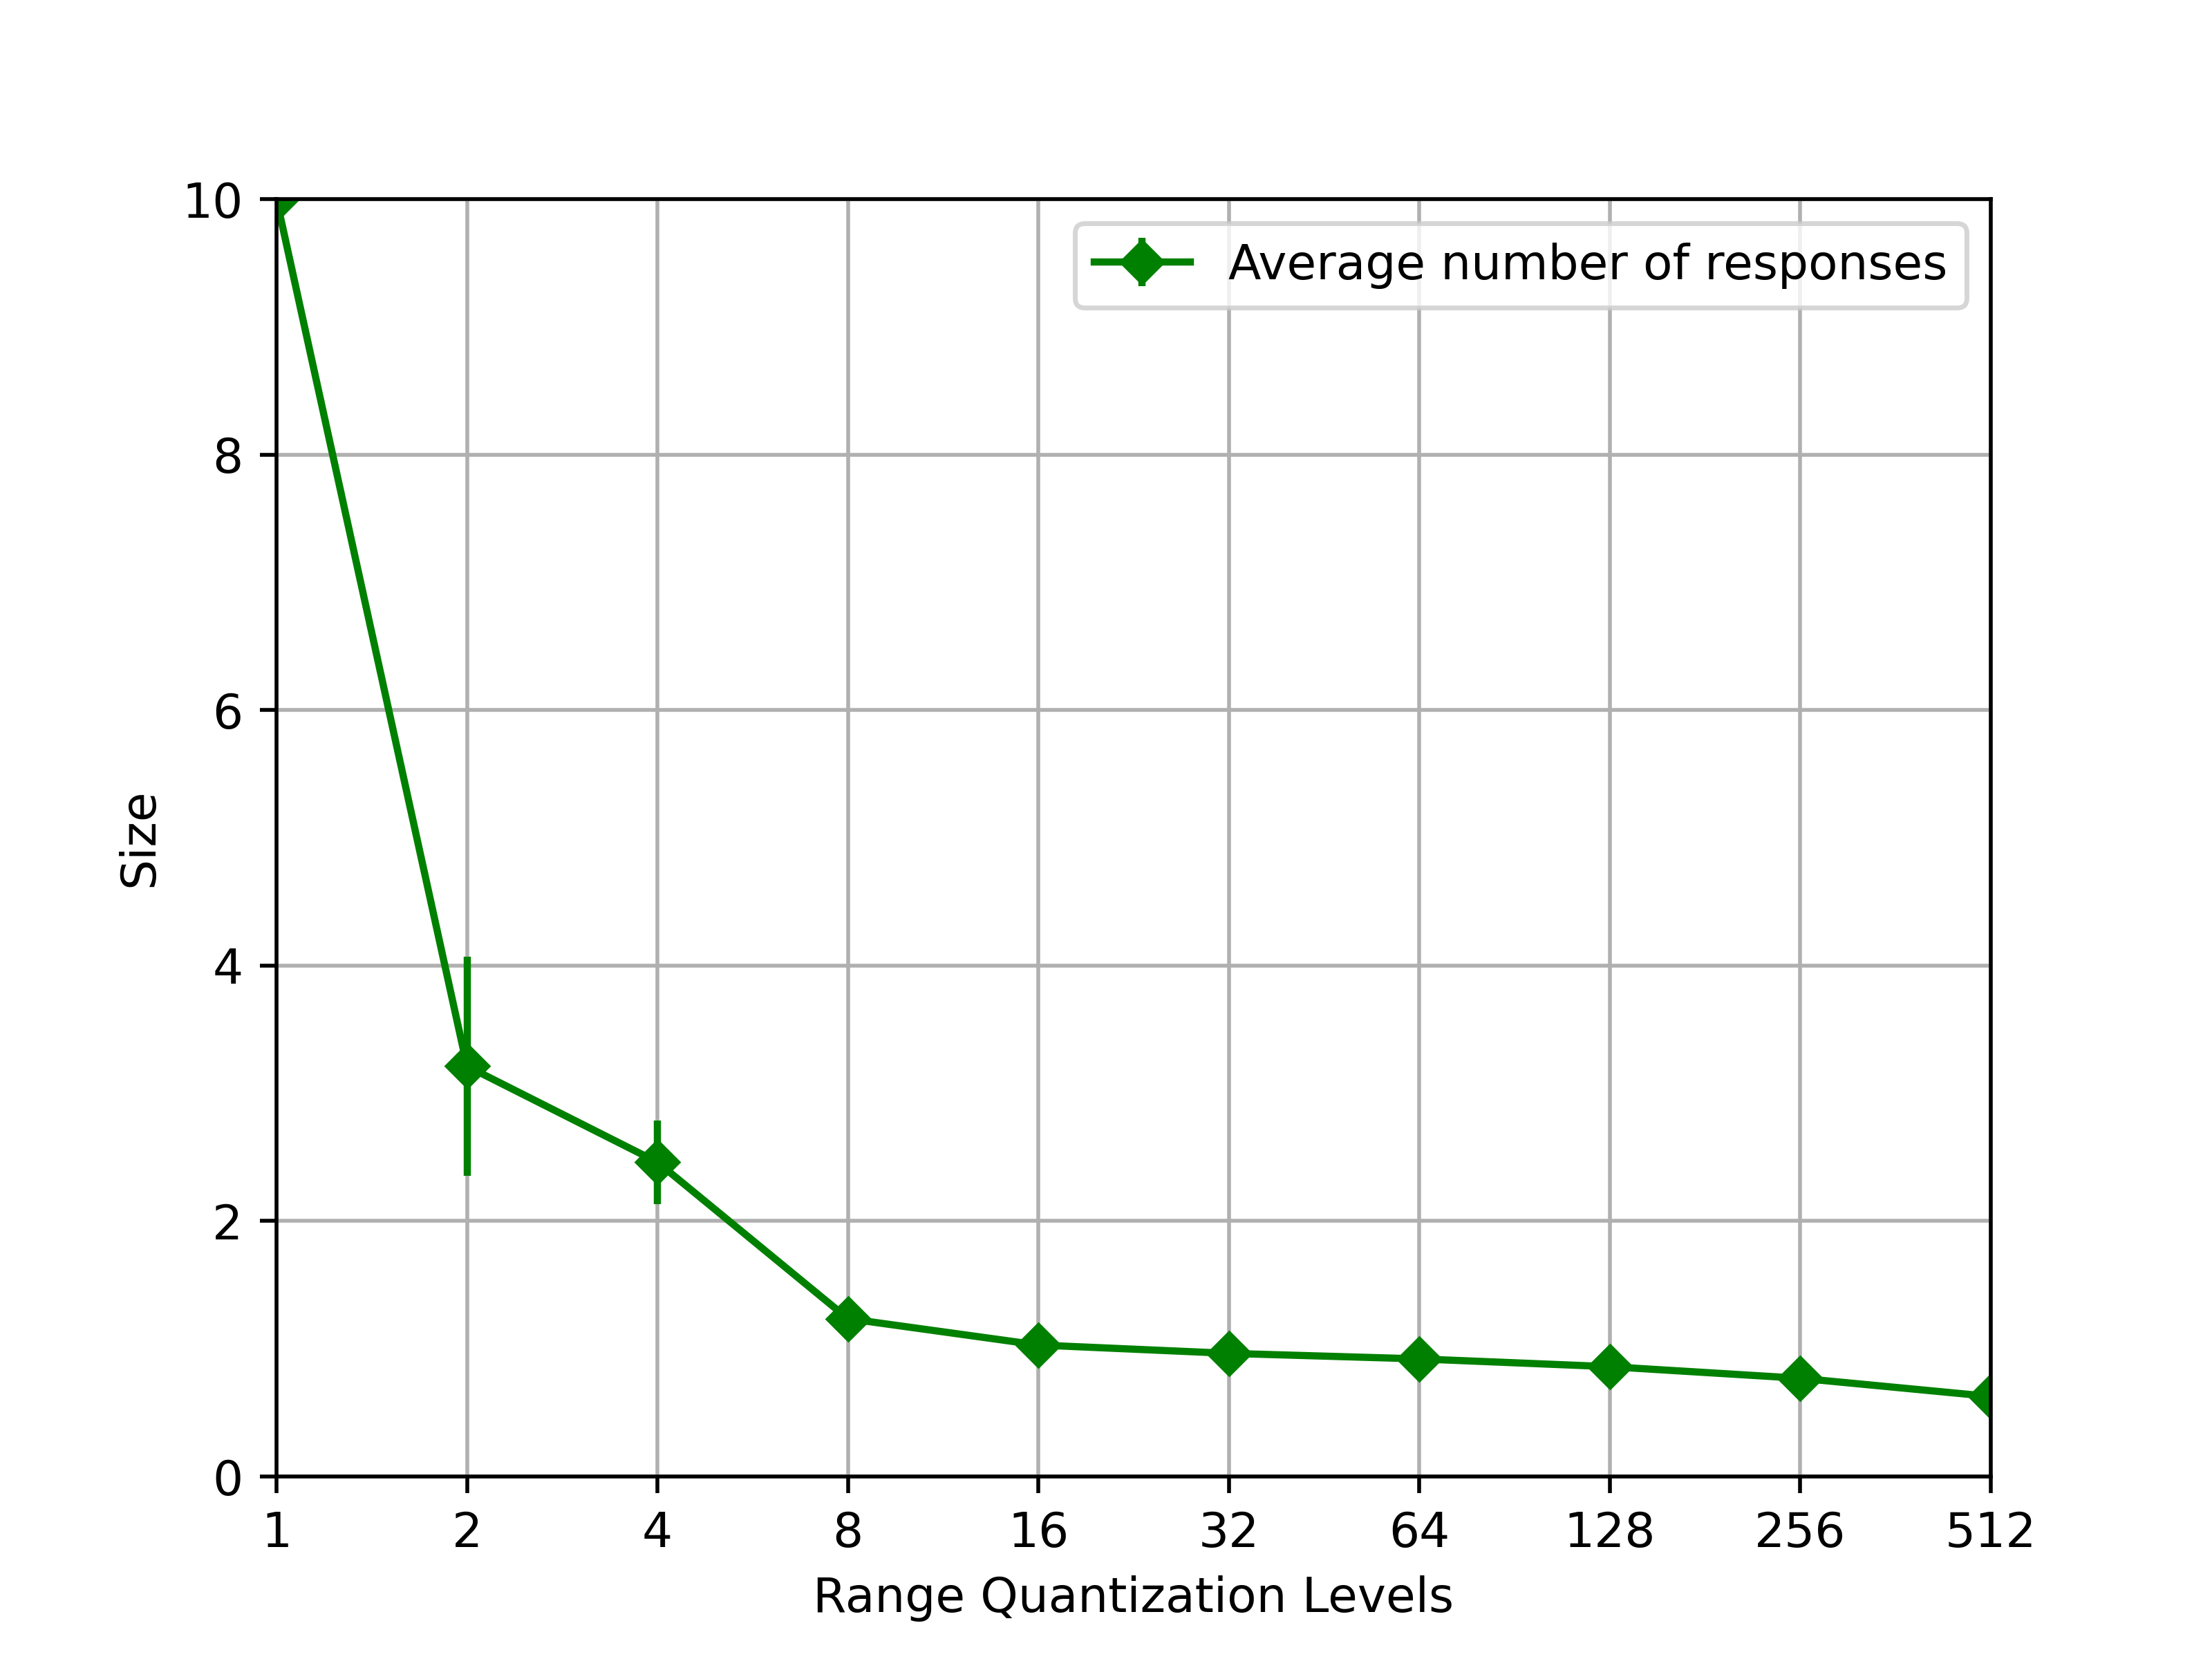 10
Average number of responses
8
6
Size
4
2
0
1 2 4 8 16 32 64 128 256 512
Range Quantization Levels